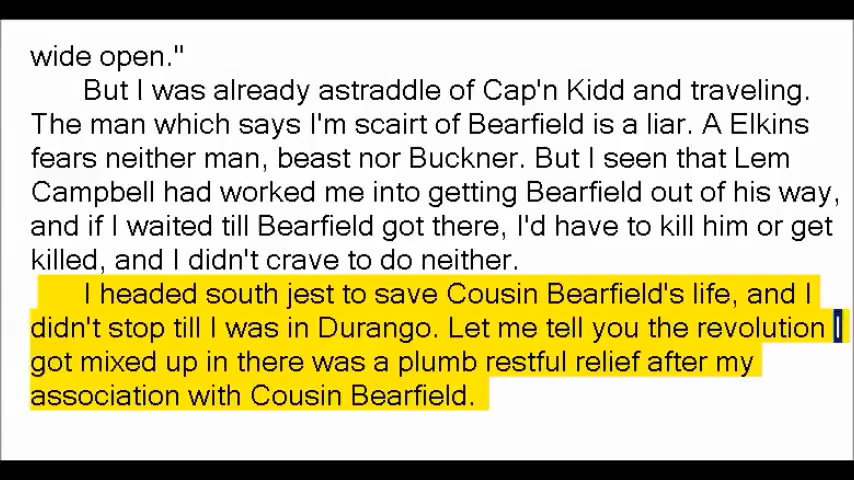 wide open."
But I was already astraddle of Cap'n Kidd and traveling.
The man which says I'm scairt of Bearfield is a liar. A Elkins
fears neither man, beast nor Buckner. But I seen that Lem
Campbell had worked me into getting Bearfield out of his way,
and if I waited till Bearfield got there, I'd have to kill him or get
killed, and I didn't crave to do neither.
I headed south jest to save Cousin Bearfield's life, and I
didn't stop till I was in Durango. Let me tell you the revolution I
got mixed up in there was a plumb restful relief after my
association with Cousin Bearfield.